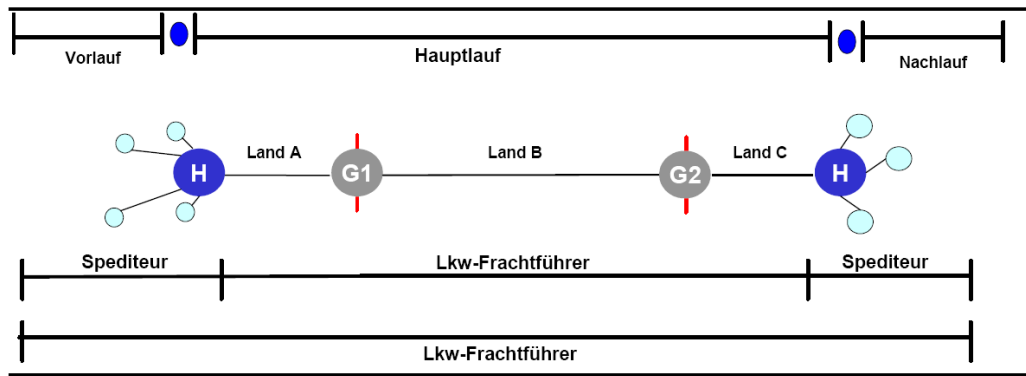 Vorlauf
Hauptlauf
Nachlauf
Land A
Land B
Land C
H
G1
G2
H
Spediteur
Lkw-Frachtführer
Spediteur
Lkw-Frachtführer